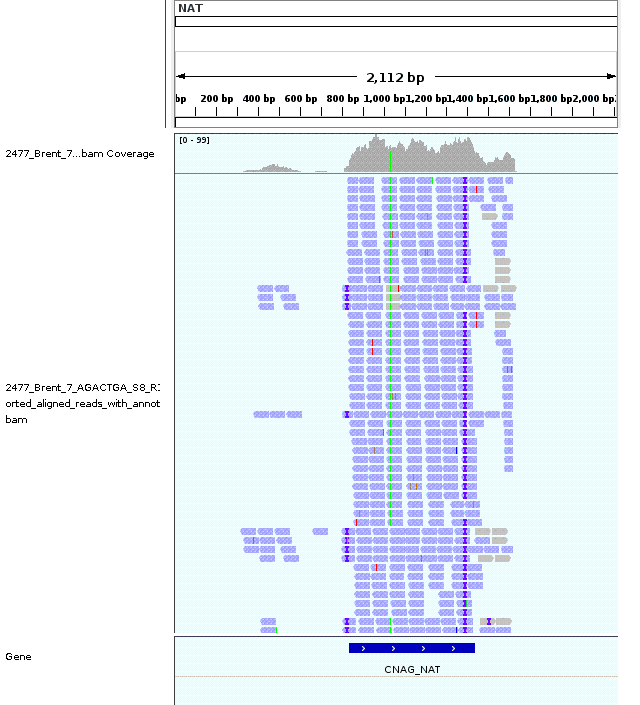 NAT
2,112 bp
bp 200 bp 400 bp 600 bp 800 bp 1,000 bp 1,200 bp 1,400 bp 1,600 bp 1,800 bp 2,000 bp
[0 - 99]
2477_Brent_7...bam Coverage
2477_Brent_7_AGACTGA_S8_R1
orted_aligned_reads_with_annot
bam
Gene
CNAG_NAT